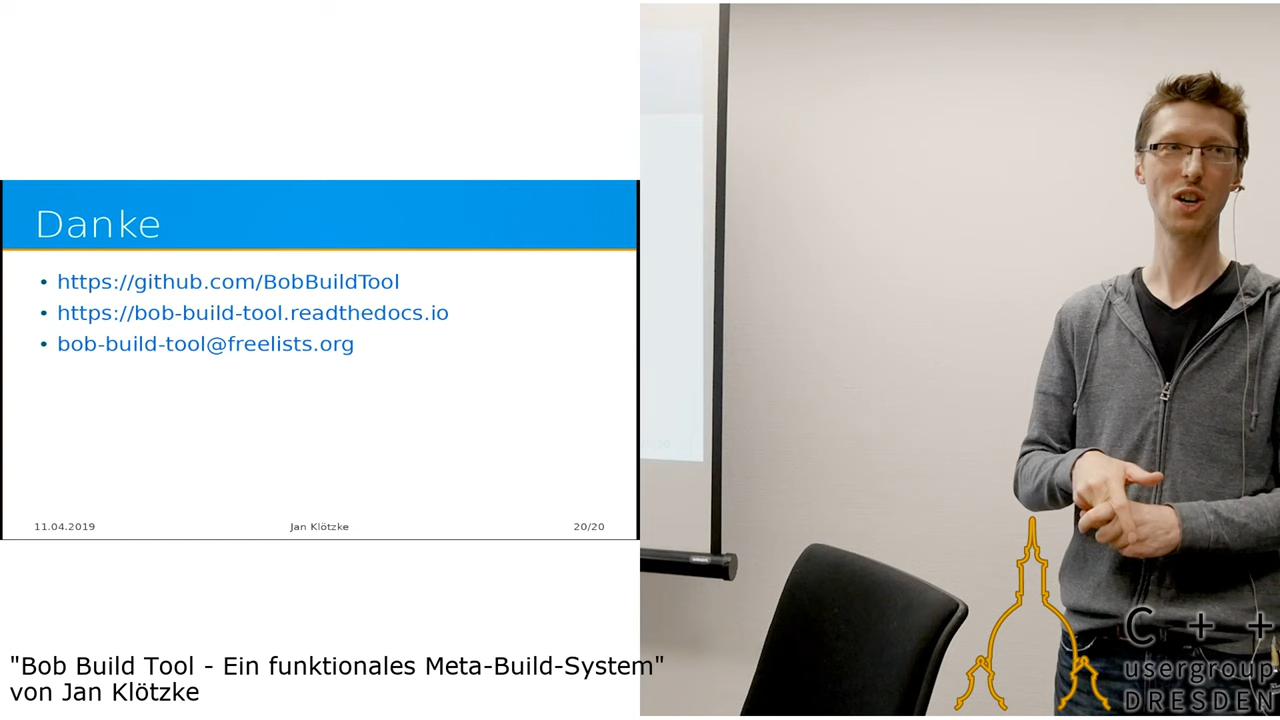 Danke
• https://github.com/BobBuildTool
• https://bob-build-tool.readthedocs.io
• bob-build-tool@freelists.org
11.04.2019 Jan Klötzke 20/20
"Bob Build Tool - Ein funktionales Meta-Build-System"
von Jan Klötzke
C++
usergroup
DRESDEN